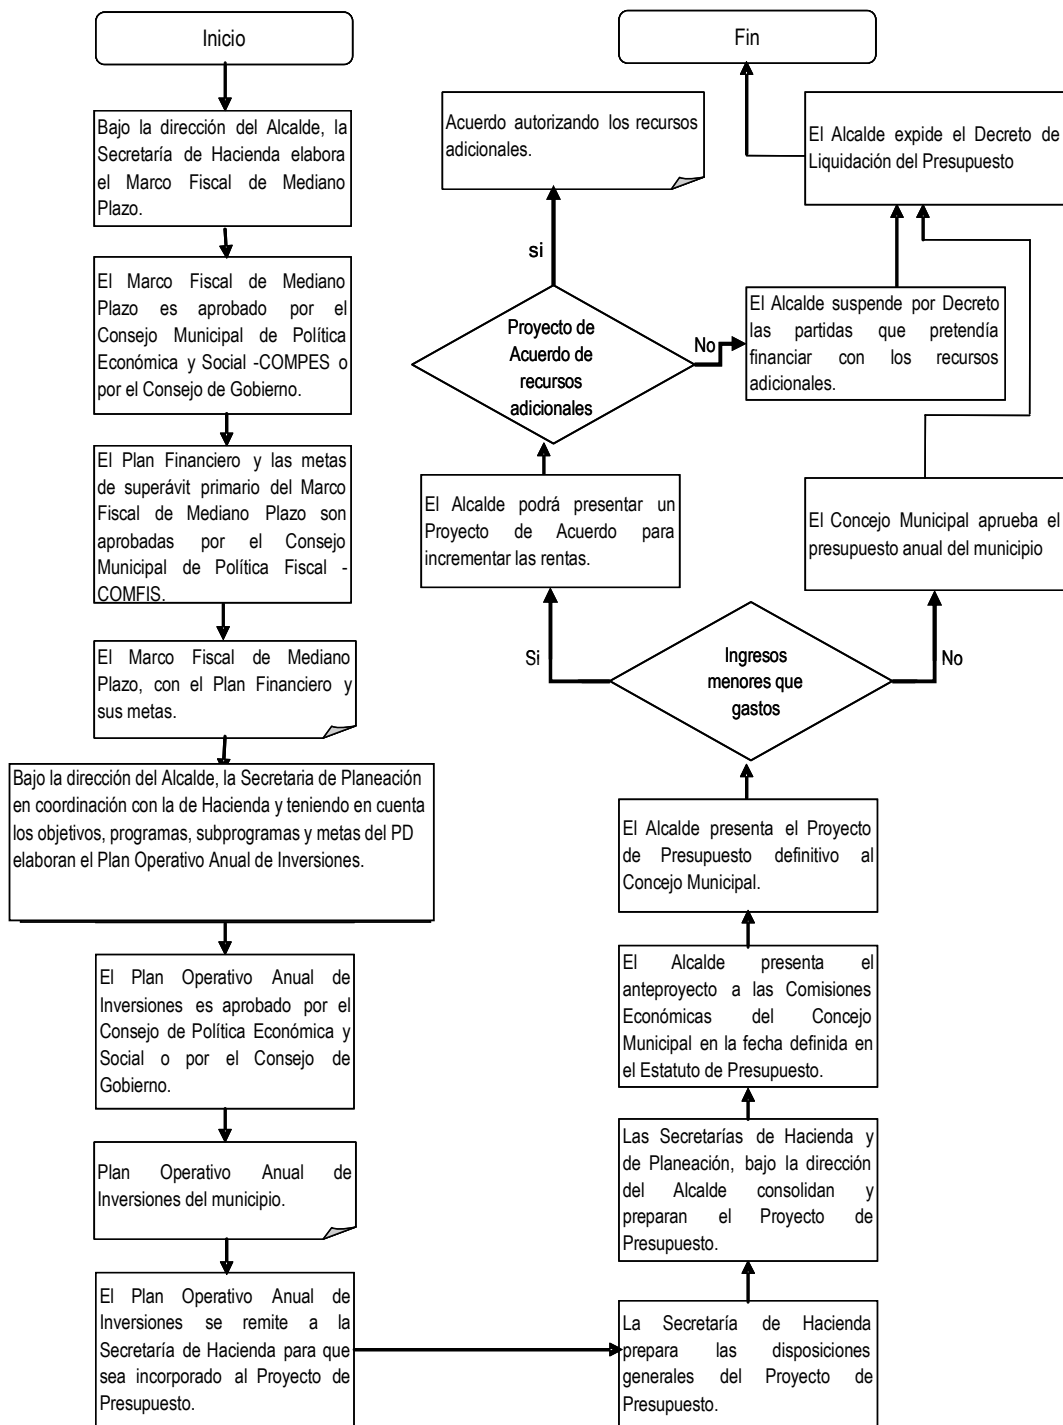 Inicio
Bajo la dirección del Alcalde, la
Secretaría de Hacienda elabora
el Marco Fiscal de Mediano
Plazo.
El Marco Fiscal de Mediano
Plazo es aprobado por el
Consejo Municipal de Política
Económica y Social -COMPES o
por el Consejo de Gobierno.
El Plan Financiero y las metas
de superávit primario del Marco
Fiscal de Mediano Plazo son
aprobadas por el Consejo
Municipal de Política Fiscal -
COMFIS.
El Marco Fiscal de Mediano
Plazo, con el Plan Financiero y
sus metas.
Bajo la dirección del Alcalde, la Secretaria de Planeación
en coordinación con la de Hacienda y teniendo en cuenta
los objetivos, programas, subprogramas y metas del PD
elaboran el Plan Operativo Anual de Inversiones.
El Plan Operativo Anual de
Inversiones es aprobado por el
Consejo de Política Económica y
Social o por el Consejo de
Gobierno.
Plan Operativo Anual de
Inversiones del municipio.
El Plan Operativo Anual de
Inversiones se remite a la
Secretaría de Hacienda para que
sea incorporado al Proyecto de
Presupuesto.
La Secretaría de Hacienda
prepara las disposiciones
generales del Proyecto de
Presupuesto.
Las Secretarías de Hacienda y
de Planeación, bajo la dirección
del Alcalde consolidan y
preparan el Proyecto de
Presupuesto.
El Alcalde presenta el
anteproyecto a las Comisiones
Económicas del Concejo
Municipal en la fecha definida en
el Estatuto de Presupuesto.
El Alcalde presenta el Proyecto
de Presupuesto definitivo al
Concejo Municipal.
Ingresos
menores que
gastos
Si
No
El Alcalde podrá presentar un
Proyecto de Acuerdo para
incrementar las rentas.
El Concejo Municipal aprueba el
presupuesto anual del municipio
Proyecto de
Acuerdo de
recursos
adicionales
si
No
Acuerdo autorizando los recursos
adicionales.
El Alcalde suspende por Decreto
las partidas que pretendía
financiar con los recursos
adicionales.
El Alcalde expide el Decreto de
Liquidación del Presupuesto
Fin